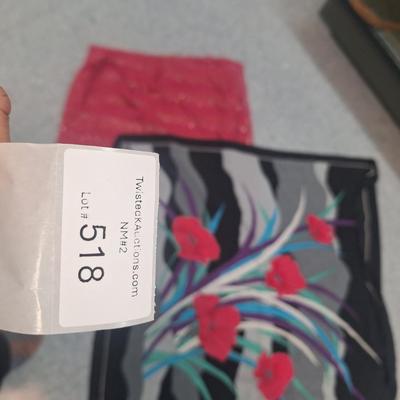 TwistedKAuctions.com
NM#2
Lot # 518